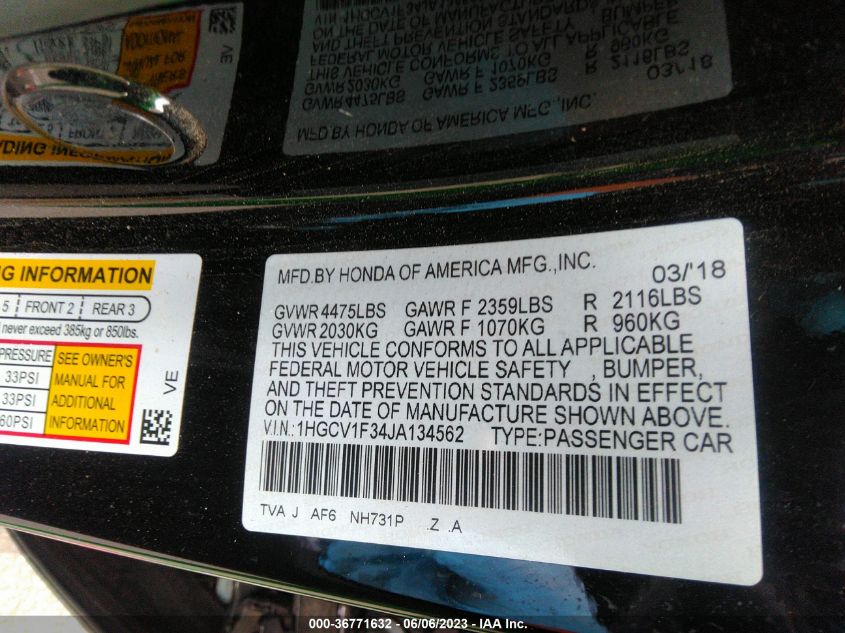 MFD.BY HONDA OF AMERICA MFG.,INC. 03/'18
GVWR 4475LBS GAWR F 2359LBS R 2116LBS
GVWR 2030KG GAWR F 1070KG R 960KG
THIS VEHICLE CONFORMS TO ALL APPLICABLE
FEDERAL MOTOR VEHICLE SAFETY , BUMPER,
AND THEFT PREVENTION STANDARDS IN EFFECT
ON THE DATE OF MANUFACTURE SHOWN ABOVE.
V.I.N.:1HGCV1F34JA134562 TYPE:PASSENGER CAR
TVA J AF6 NH731P .Z .A
INFORMATION
5 FRONT 2 REAR 3
never exceed 385kg or 850lbs.
PRESSURE SEE OWNER'S
33PSI MANUAL FOR
33PSI ADDITIONAL
60PSI INFORMATION
VE
000-36771632 - 06/06/2023 - IAA Inc.